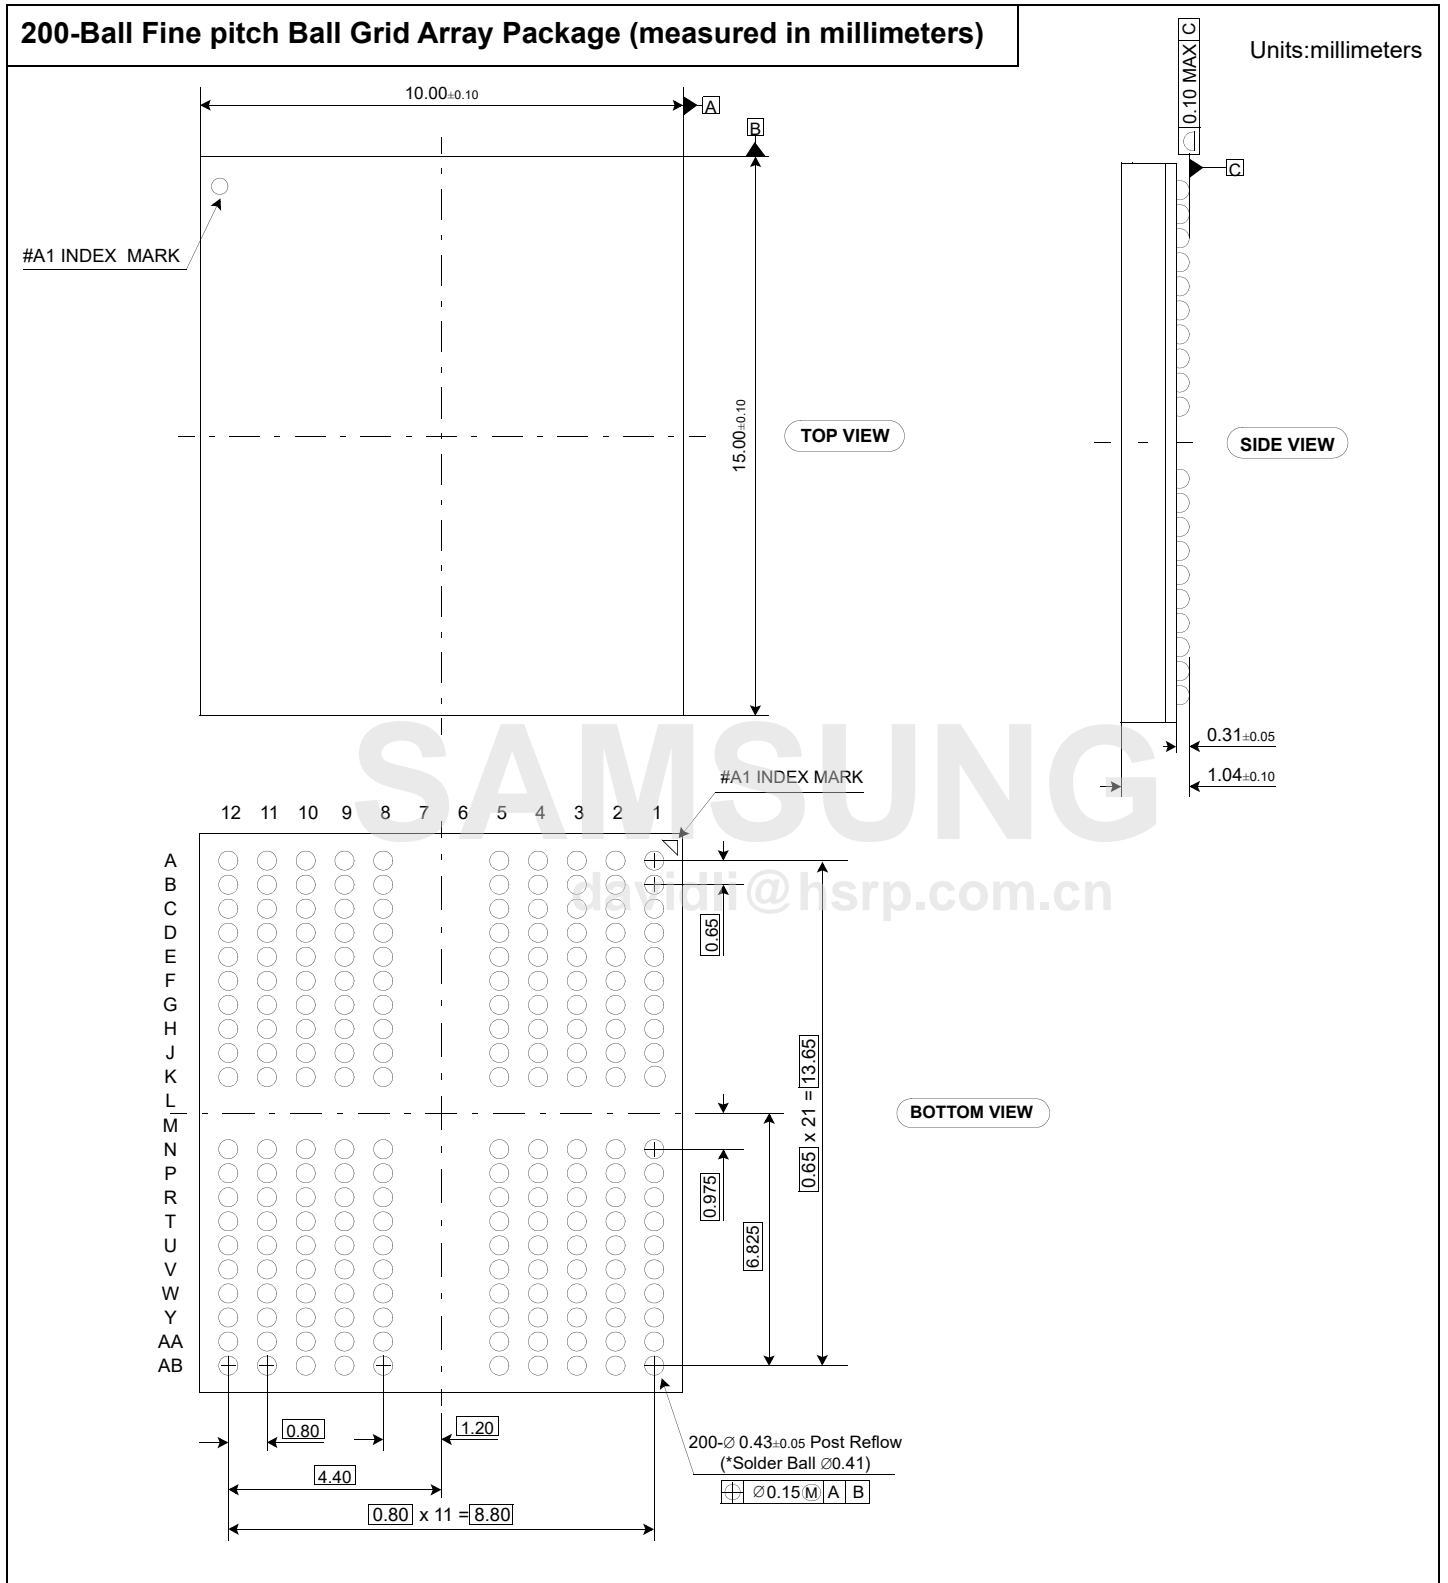 200-Ball Fine pitch Ball Grid Array Package (measured in millimeters)
Units:millimeters
0.10 MAX C
10.00±0.10
A
B
C
#A1 INDEX MARK
15.00±0.10
TOP VIEW
SIDE VIEW
0.31±0.05
1.04±0.10
SAMSUNG
davidli@hsrp.com.cn
#A1 INDEX MARK
12 11 10 9 8 7 6 5 4 3 2 1
A
B
C
D
E
F
G
H
J
K
L
M
N
P
R
T
U
V
W
Y
AA
AB
0.65
0.65 x 21 = 13.65
BOTTOM VIEW
0.975
6.825
0.80
1.20
4.40
0.80 x 11 = 8.80
200-∅ 0.43±0.05 Post Reflow
(*Solder Ball ∅0.41)
⌖ ∅0.15 Ⓜ A B